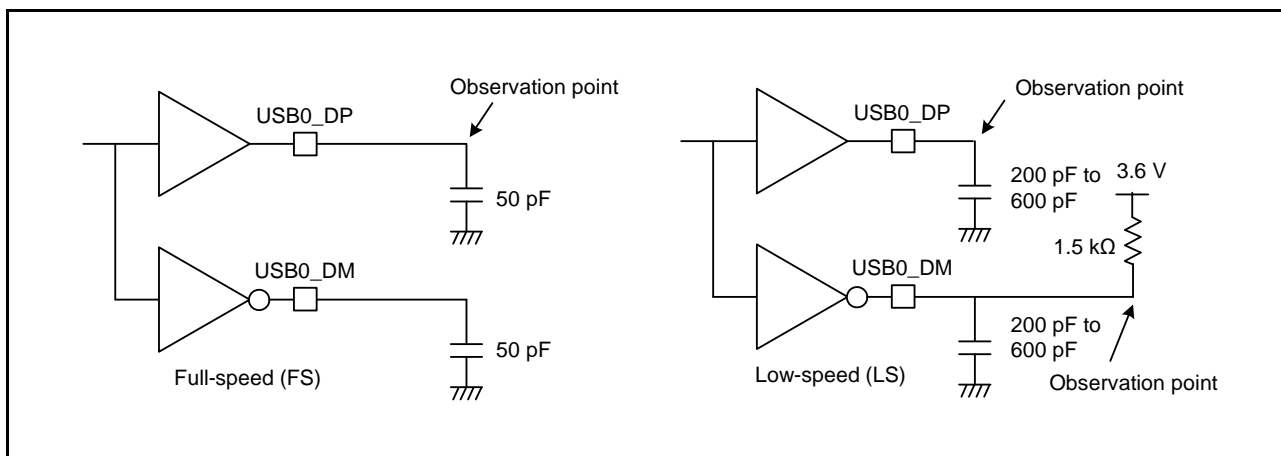 Observation point
USB0_DP
50 pF
USB0_DM
50 pF
Full-speed (FS)
Observation point
USB0_DP
200 pF to
600 pF
3.6 V
1.5 kΩ
USB0_DM
200 pF to
600 pF
Observation point
Low-speed (LS)